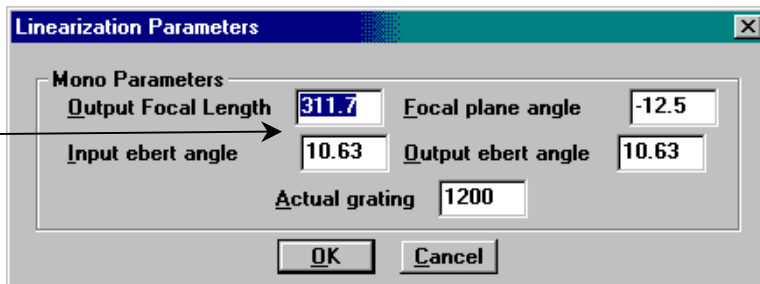 Linearization Parameters
Mono Parameters
Output Focal Length 311.7 Focal plane angle -12.5
Input ebert angle 10.63 Output ebert angle 10.63
Actual grating 1200
OK Cancel